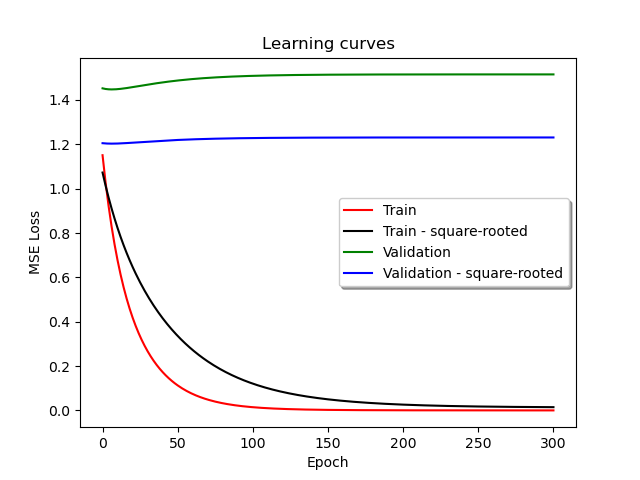 Learning curves
MSE Loss
1.4
1.2
1.0
0.8
0.6
0.4
0.2
0.0
Train
Train - square-rooted
Validation
Validation - square-rooted
0 50 100 150 200 250 300
Epoch